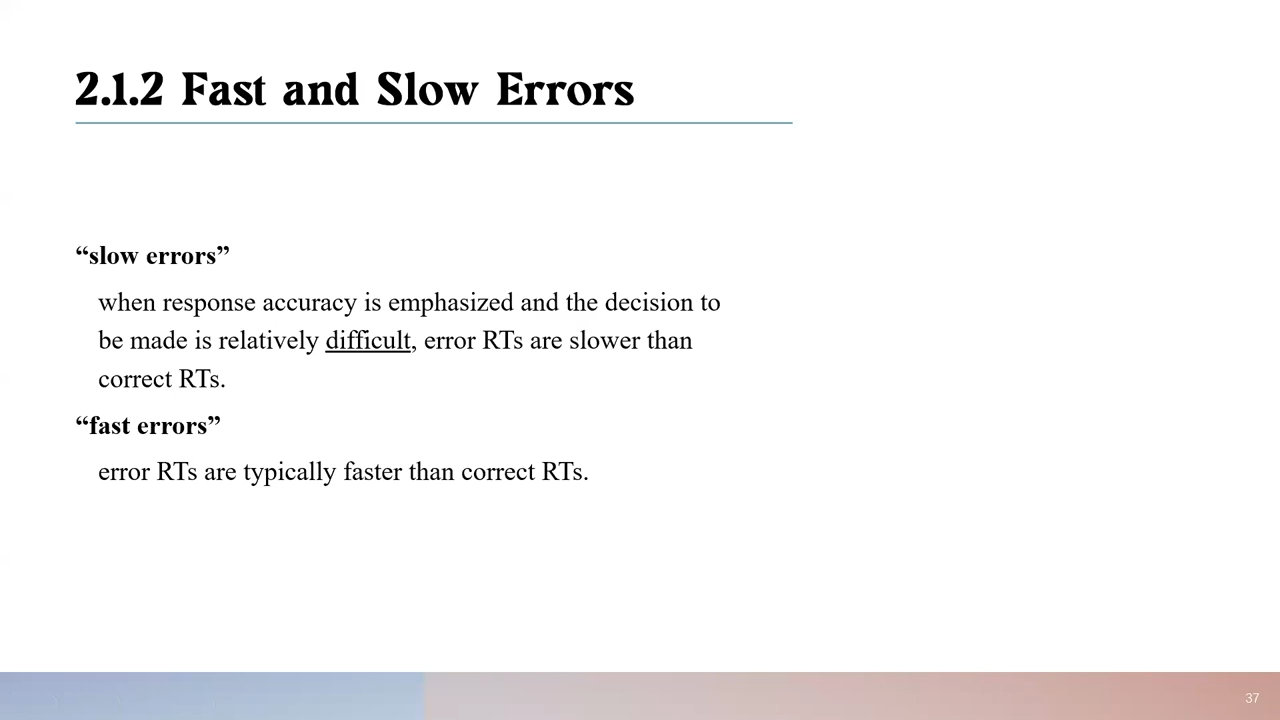 2.1.2 Fast and Slow Errors
“slow errors”
when response accuracy is emphasized and the decision to
be made is relatively difficult, error RTs are slower than
correct RTs.
“fast errors”
error RTs are typically faster than correct RTs.
37